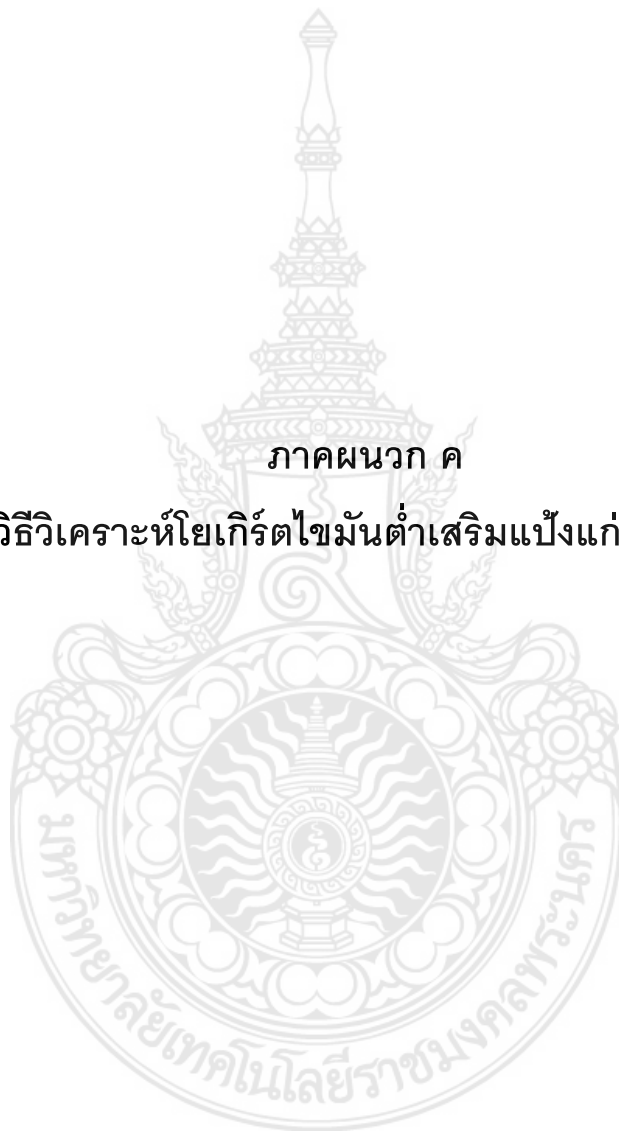 ภาคผนวก ค
วิธีวิเคราะห์โยเกิร์ตไขมันต่ำเสริมแป้งแก่
มหาวิทยาลัยเทคโนโลยีราชมงคลพระนคร